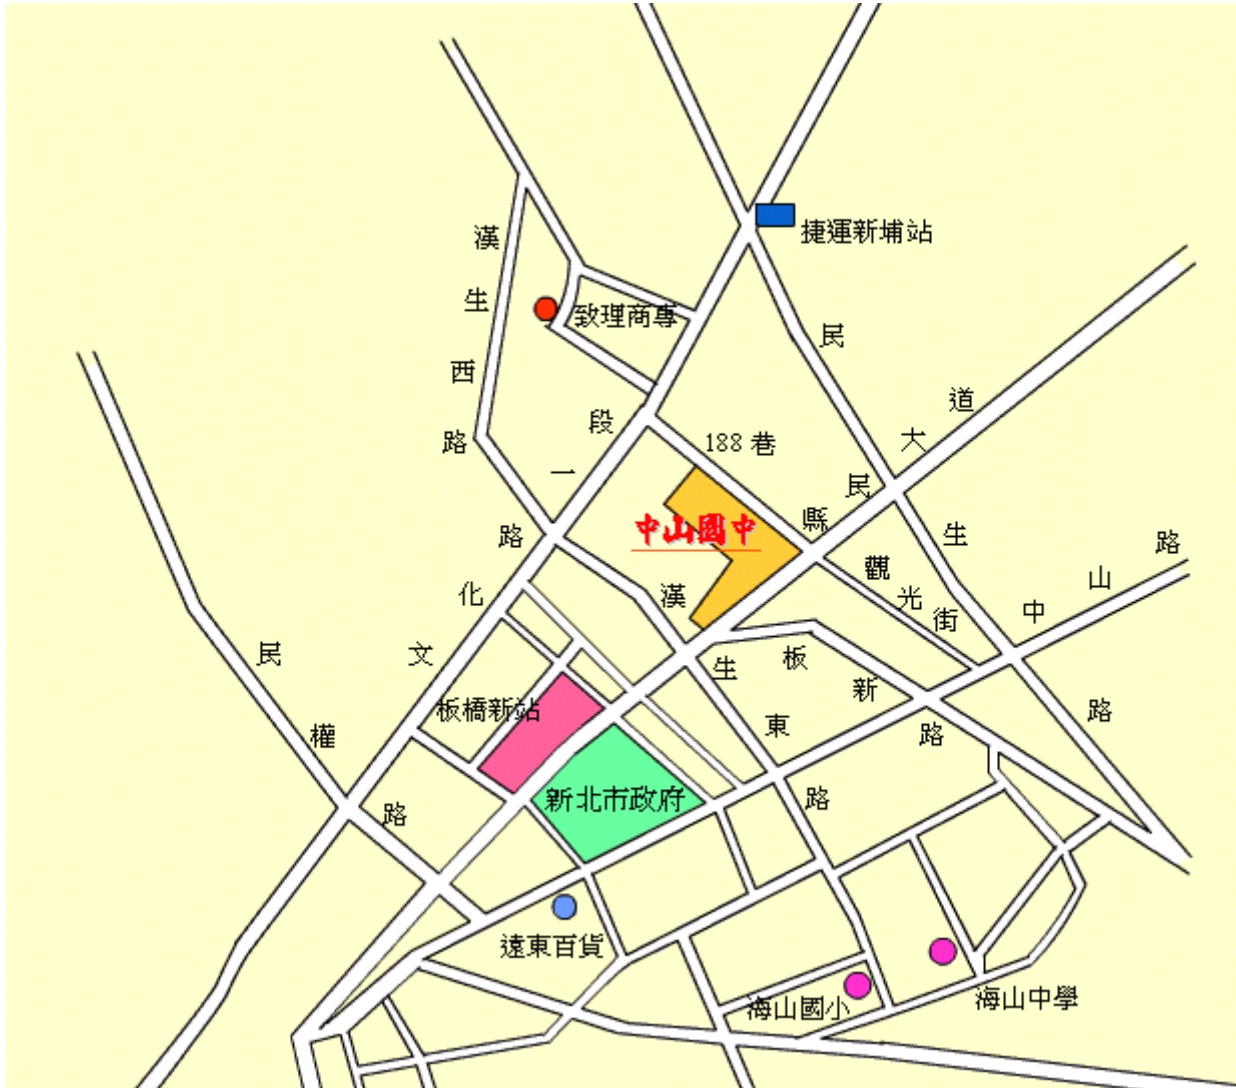 捷運新埔站
漢生西路
致理商專
民生路
縣民大道
188 巷
文化路一段
中山國中
觀光街
中山路
漢生東路
板新路
民權路
板橋新站
新北市政府
遠東百貨
海山國小
海山中學